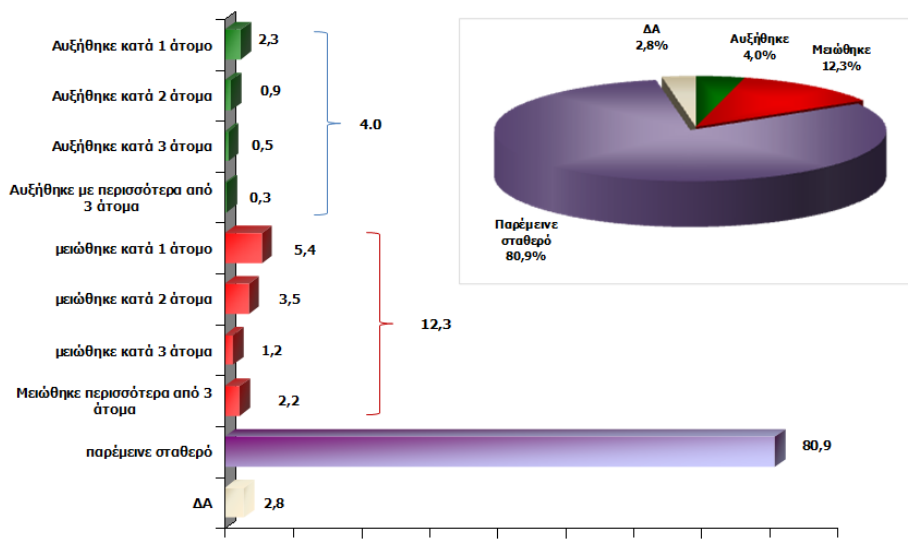 Αυξήθηκε κατά 1 άτομο
2,3
Αυξήθηκε κατά 2 άτομα
0,9
4.0
Αυξήθηκε κατά 3 άτομα
0,5
Αυξήθηκε με περισσότερα από
3 άτομα
0,3
μειώθηκε κατά 1 άτομο
5,4
μειώθηκε κατά 2 άτομα
3,5
12,3
μειώθηκε κατά 3 άτομα
1,2
Μειώθηκε περισσότερα από 3
άτομα
2,2
παρέμεινε σταθερό
80,9
ΔΑ
2,8
ΔΑ
2,8%
Αυξήθηκε
4,0%
Μειώθηκε
12,3%
Παρέμεινε
σταθερό
80,9%